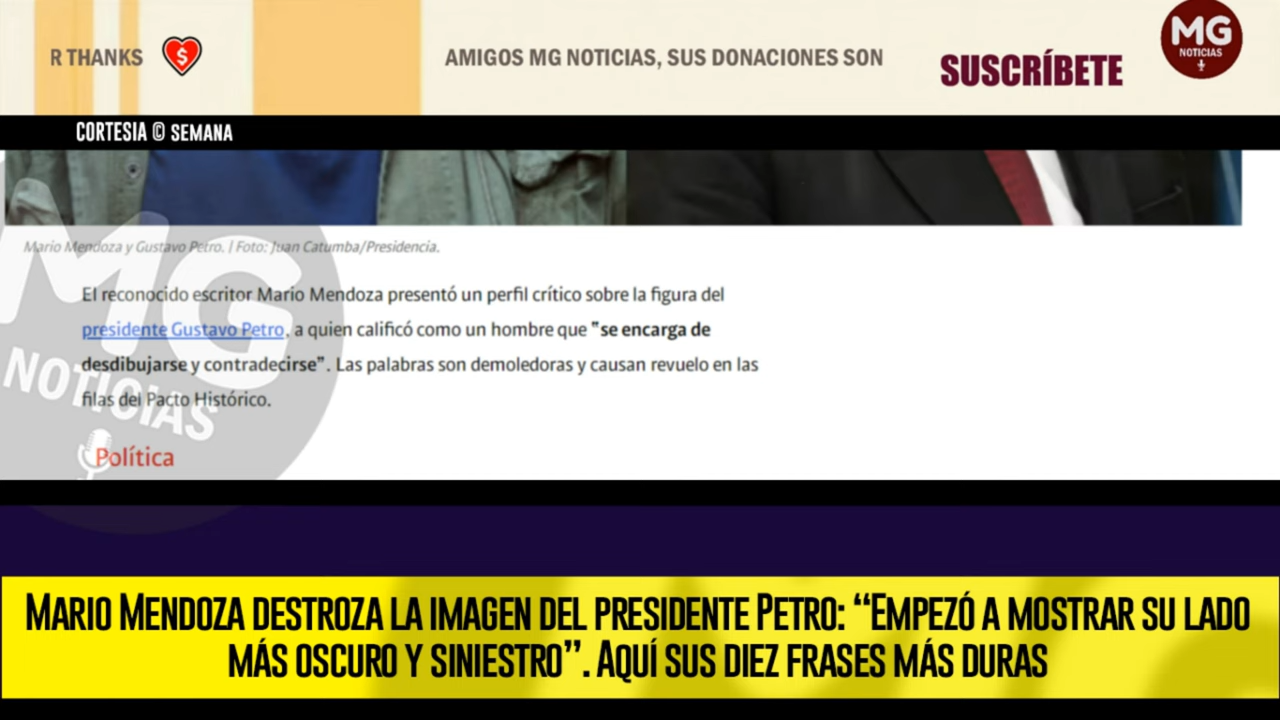 R THANKS
AMIGOS MG NOTICIAS, SUS DONACIONES SON
SUSCRÍBETE
MG
NOTICIAS
CORTESIA © SEMANA
Mario Mendoza y Gustavo Petro. | Foto: Juan Catumba/Presidencia.
El reconocido escritor Mario Mendoza presentó un perfil crítico sobre la figura del
presidente Gustavo Petro, a quien calificó como un hombre que "se encarga de
desdibujarse y contradecirse". Las palabras son demoledoras y causan revuelo en las
filas del Pacto Histórico.
Política
MG
NOTICIAS
MARIO MENDOZA DESTROZA LA IMAGEN DEL PRESIDENTE PETRO: “EMPEZÓ A MOSTRAR SU LADO
MÁS OSCURO Y SINIESTRO”. AQUÍ SUS DIEZ FRASES MÁS DURAS